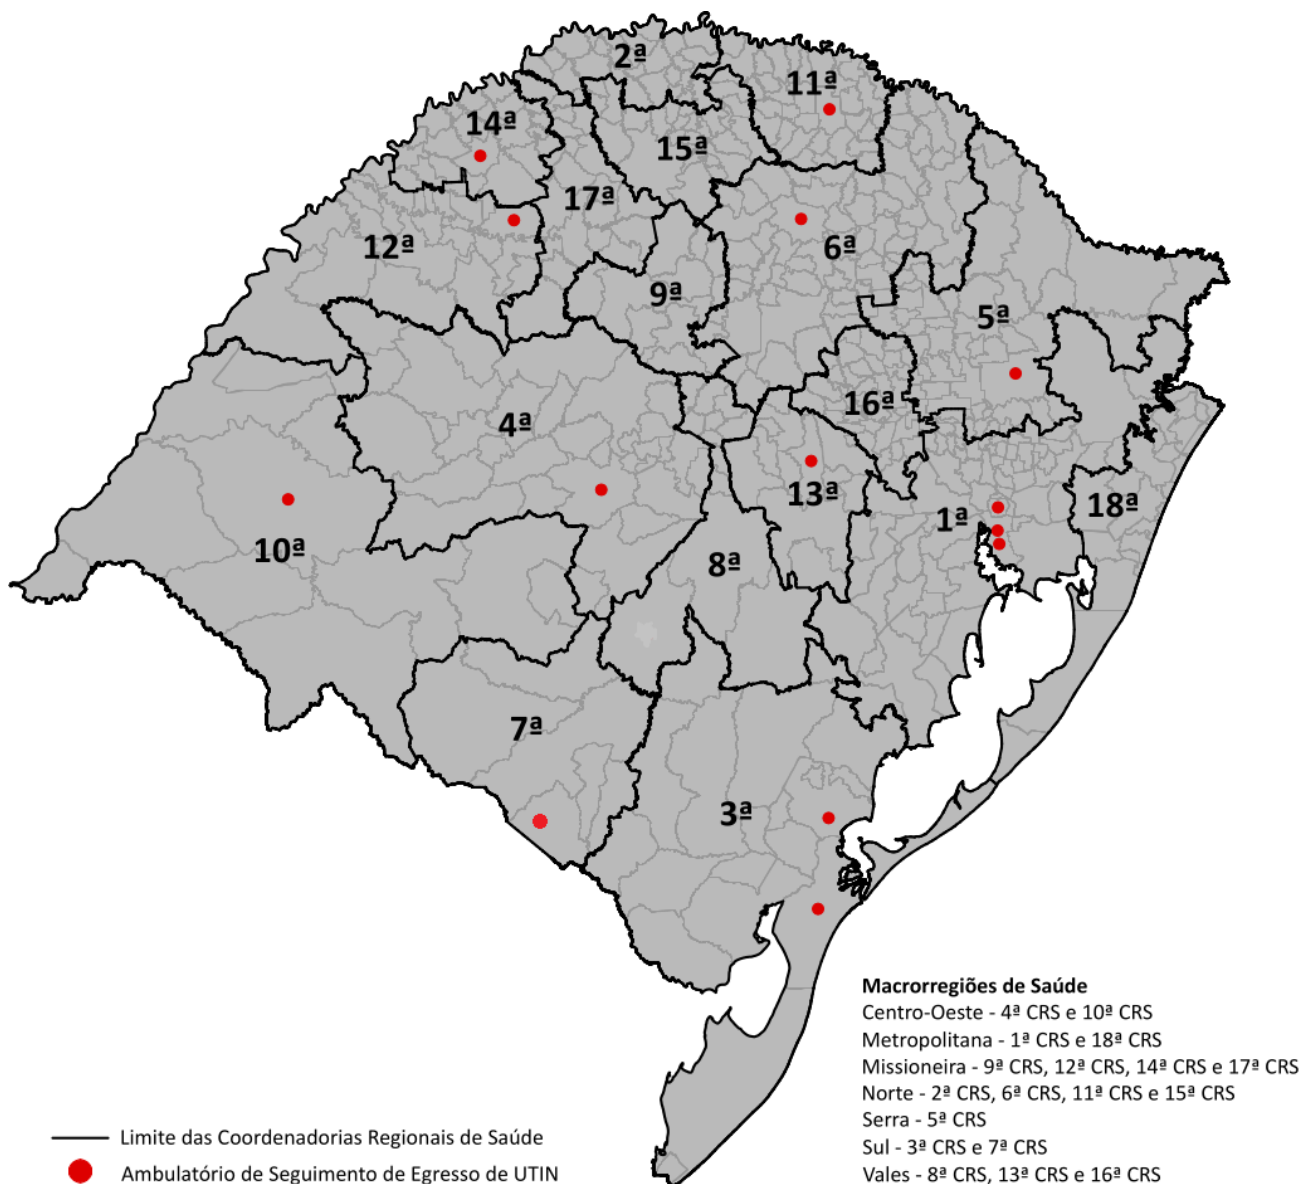 2ª
11ª
14ª
15ª
17ª
12ª
6ª
9ª
5ª
16ª
4ª
13ª
18ª
1ª
10ª
8ª
7ª
3ª
Macrorregiões de Saúde
Centro-Oeste - 4ª CRS e 10ª CRS
Metropolitana - 1ª CRS e 18ª CRS
Missioneira - 9ª CRS, 12ª CRS, 14ª CRS e 17ª CRS
Norte - 2ª CRS, 6ª CRS, 11ª CRS e 15ª CRS
Serra - 5ª CRS
Sul - 3ª CRS e 7ª CRS
Vales - 8ª CRS, 13ª CRS e 16ª CRS
Limite das Coordenadorias Regionais de Saúde
Ambulatório de Seguimento de Egresso de UTIN